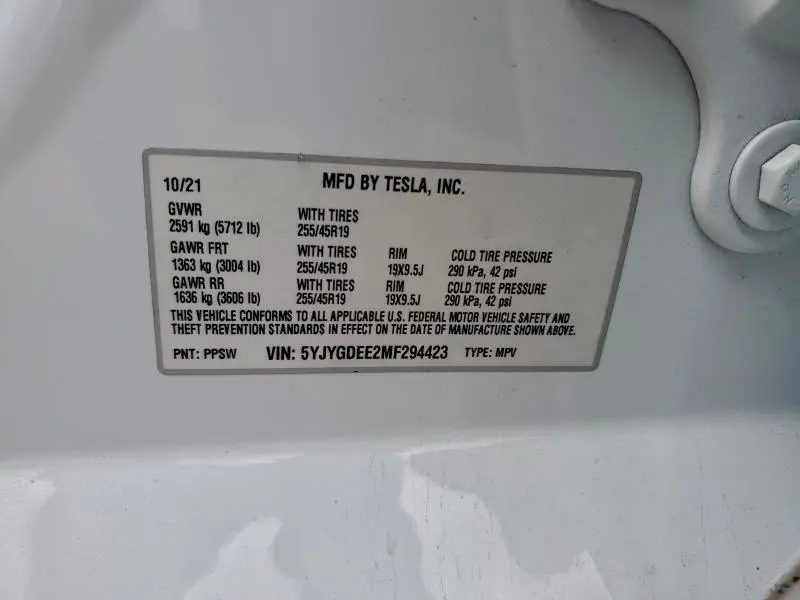 10/21 MFD BY TESLA, INC.
GVWR WITH TIRES
2591 kg (5712 lb) 255/45R19
GAWR FRT WITH TIRES RIM COLD TIRE PRESSURE
1363 kg (3004 lb) 255/45R19 19X9.5J 290 kPa, 42 psi
GAWR RR WITH TIRES RIM COLD TIRE PRESSURE
1636 kg (3606 lb) 255/45R19 19X9.5J 290 kPa, 42 psi
THIS VEHICLE CONFORMS TO ALL APPLICABLE U.S. FEDERAL MOTOR VEHICLE SAFETY AND
THEFT PREVENTION STANDARDS IN EFFECT ON THE DATE OF MANUFACTURE SHOWN ABOVE.
PNT: PPSW VIN: 5YJYGDEE2MF294423 TYPE: MPV